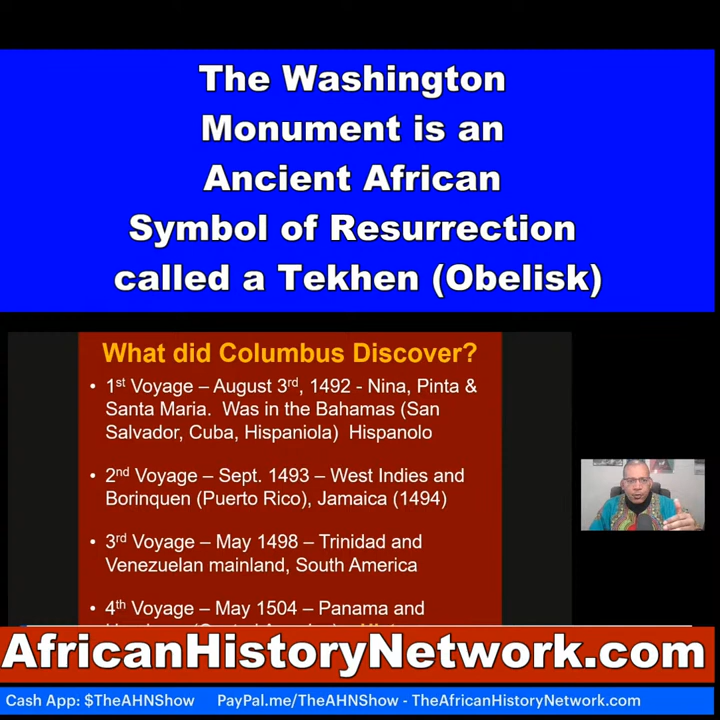 The Washington
Monument is an
Ancient African
Symbol of Resurrection
called a Tekhen (Obelisk)
What did Columbus Discover?
• 1st Voyage – August 3rd, 1492 - Nina, Pinta &
Santa Maria. Was in the Bahamas (San
Salvador, Cuba, Hispaniola) Hispanolo
• 2nd Voyage – Sept. 1493 – West Indies and
Borinquen (Puerto Rico), Jamaica (1494)
• 3rd Voyage – May 1498 – Trinidad and
Venezuelan mainland, South America
• 4th Voyage – May 1504 – Panama and
AfricanHistoryNetwork.com
Cash App: $TheAHNShow PayPal.me/TheAHNShow - TheAfricanHistoryNetwork.com